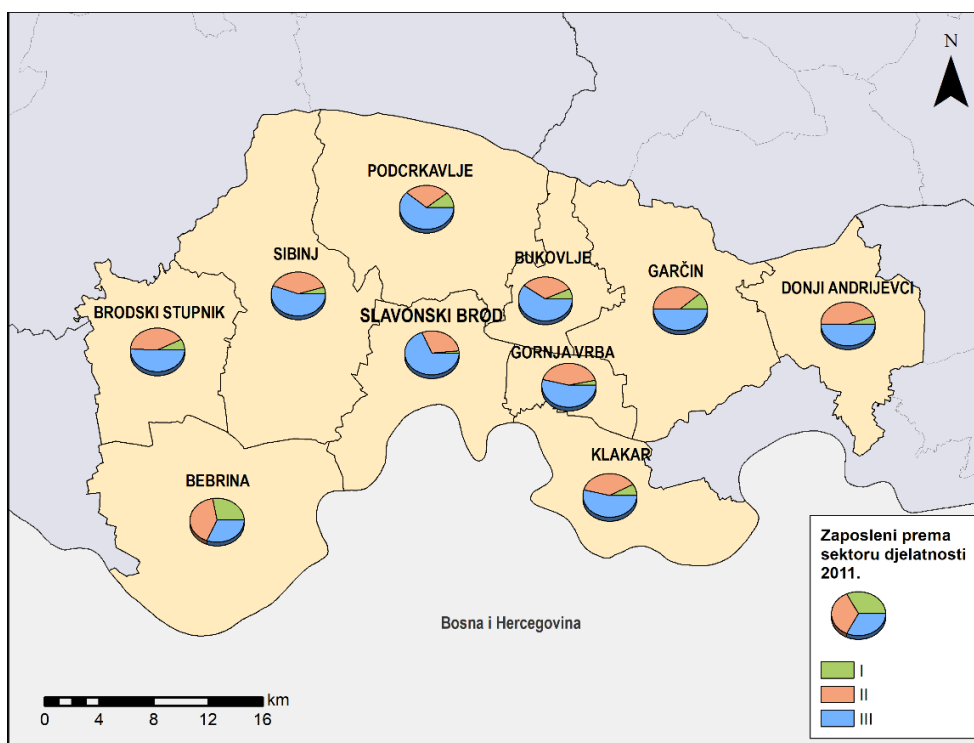 N
PODCRKAVLJE
SIBINJ
BUKOVLJE
GARČIN
DONJI ANDRIJEVCI
BRODSKI STUPNIK
SLAVONSKI BROD
GORNJA VRBA
KLAKAR
BEBRINA
Zaposleni prema
sektoru djelatnosti
2011.
I
II
III
Bosna i Hercegovina
km
0 4 8 12 16